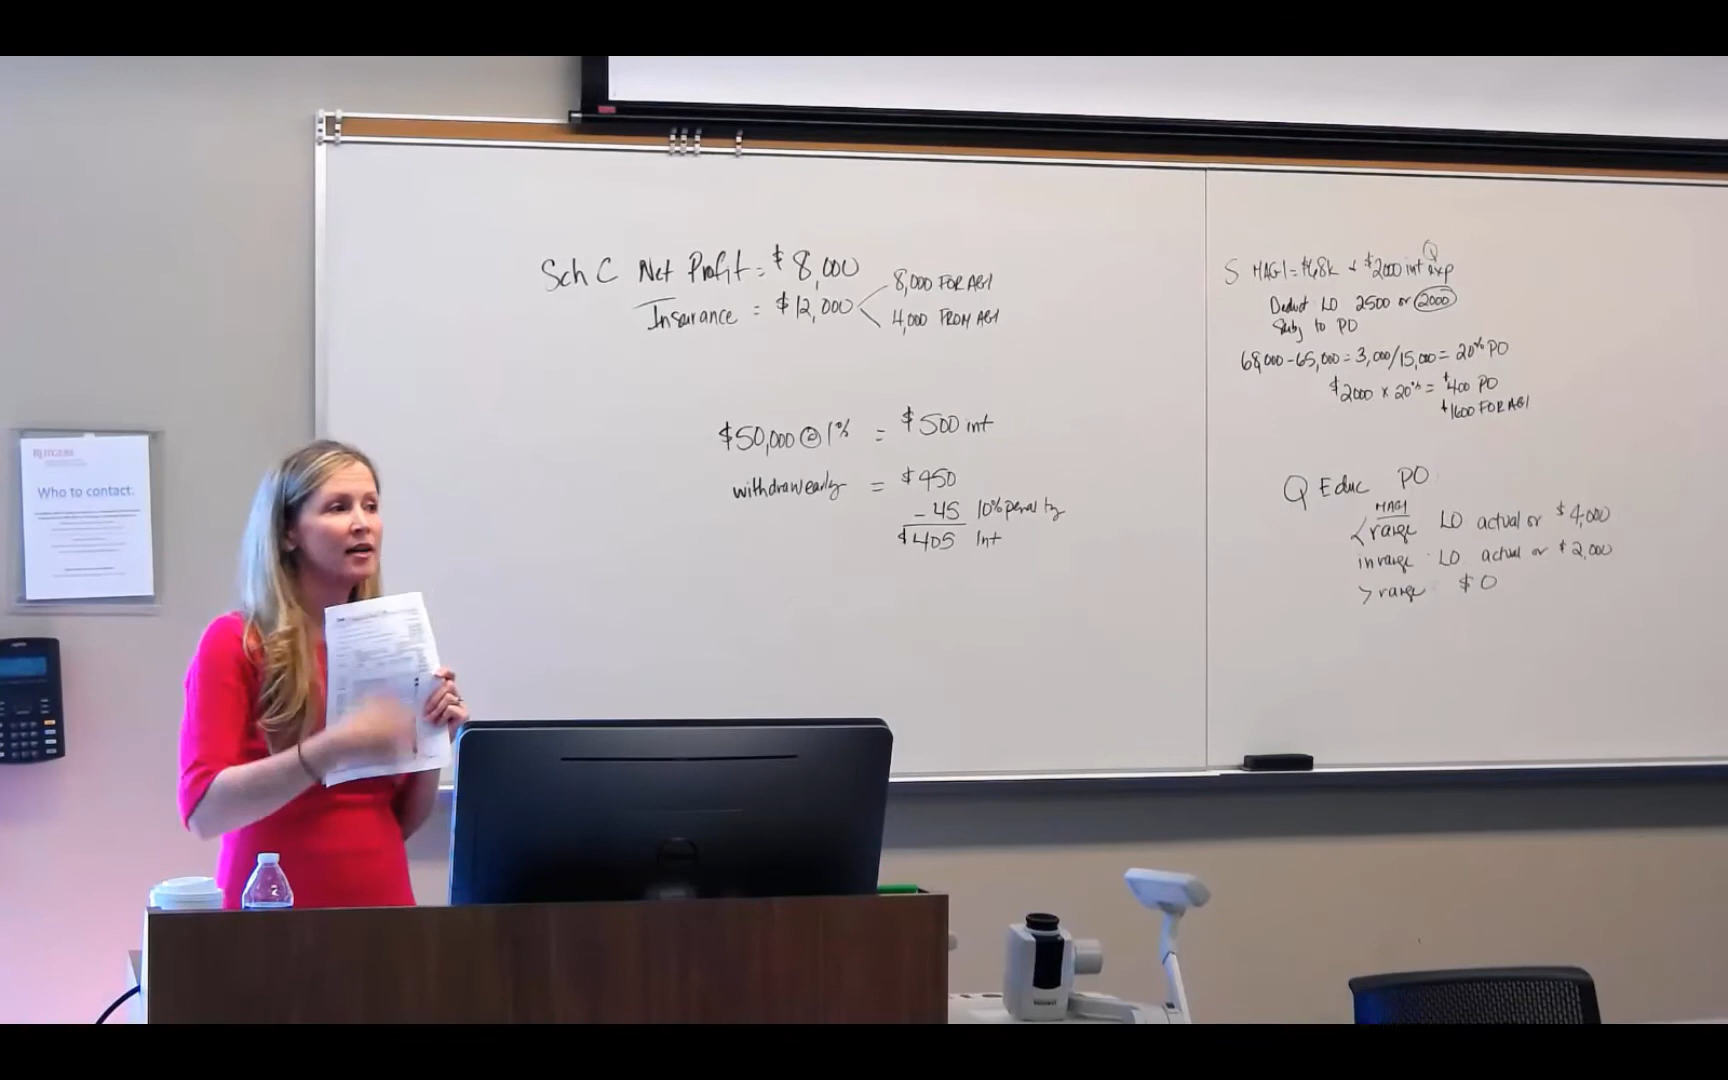 RUTGERS
Who to contact:
Sch C Net Profit = $8,000
Insurance = $12,000
8,000 FOR AGI
4,000 FROM AGI
$50,000 @ 1% = $500 int
withdraw early = $450
- 45 10% penalty
$405 Int
S MAGI = $68k + $2000 int Q exp
Deduct LO 2500 or 2000
Subj to PO
68,000 - 65,000 = 3,000/15,000 = 20% PO
$2000 x 20% = $400 PO
$1600 FOR AGI
Q Educ PO
MAGI
< range LO actual or $4,000
in range LO actual or $2,000
> range $0